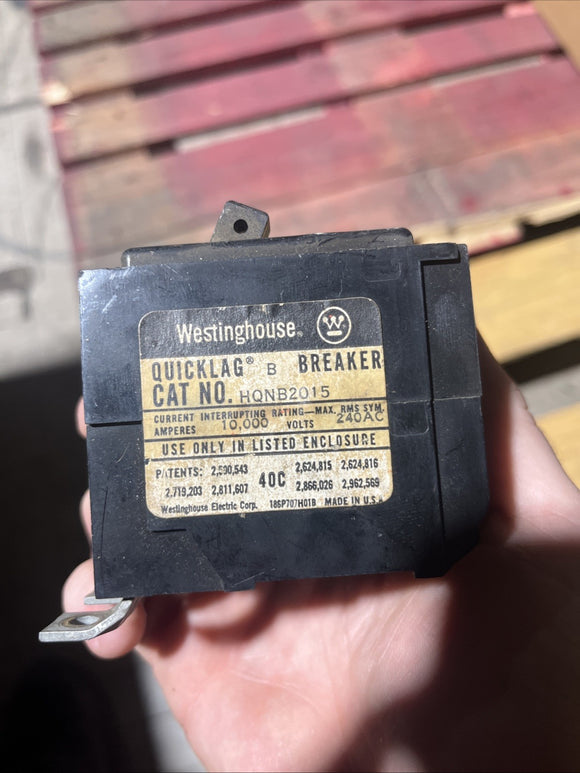 Westinghouse®
QUICKLAG® B BREAKER
CAT NO. HQNB2015
CURRENT INTERRUPTING RATING—MAX. RMS SYM.
AMPERES 10,000 VOLTS 240AC
USE ONLY IN LISTED ENCLOSURE
PATENTS: 2,590,543 2,624,815 2,624,816
40C
2,719,203 2,811,607 2,866,026 2,962,569
Westinghouse Electric Corp. 186P707H01B MADE IN U.S.A.